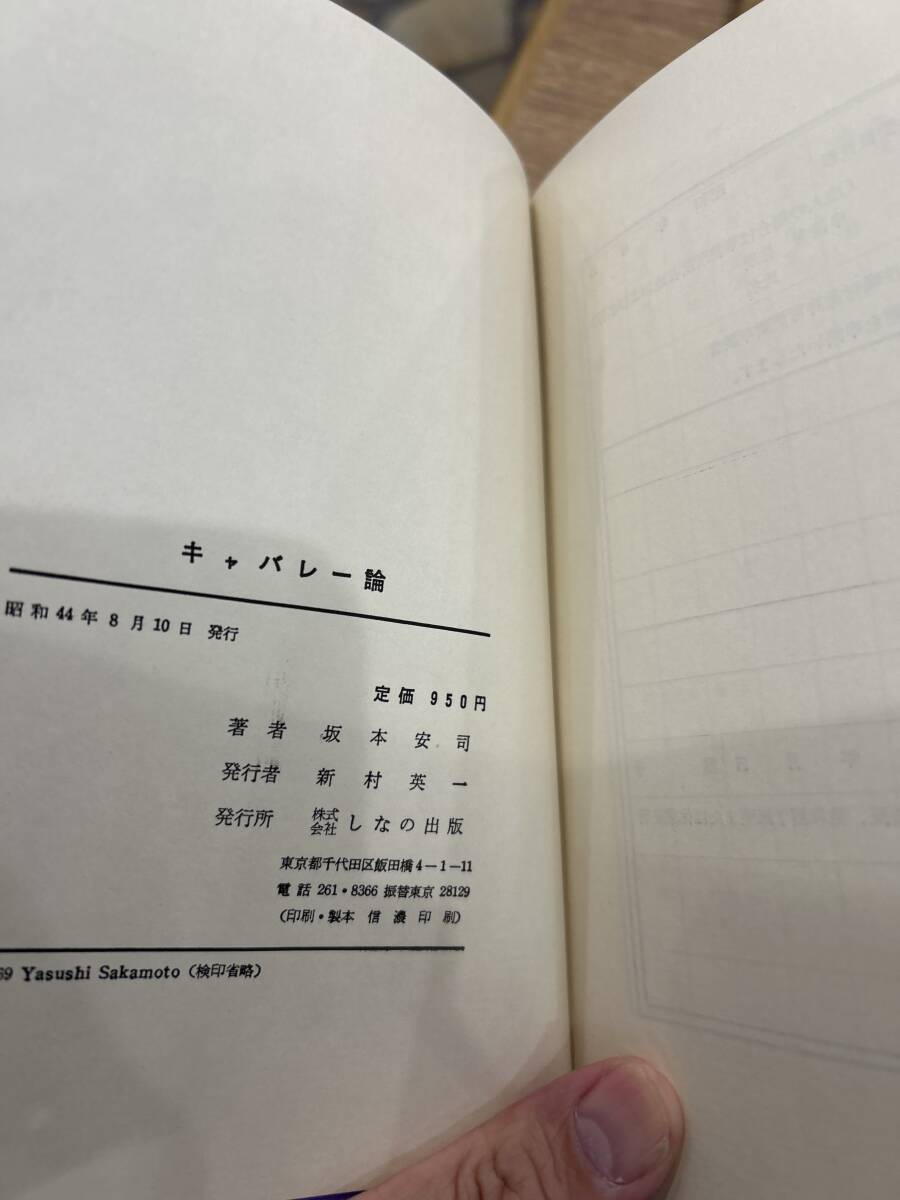 キャバレー論
昭和44年8月10日 発行
定価 950円
著者 坂本安司
発行者 新村英一
発行所 株式会社 しなの出版
東京都千代田区飯田橋4-1-11
電話 261・8366 振替東京 28129
(印刷・製本 信濃印刷)
69 Yasushi Sakamoto (検印省略)